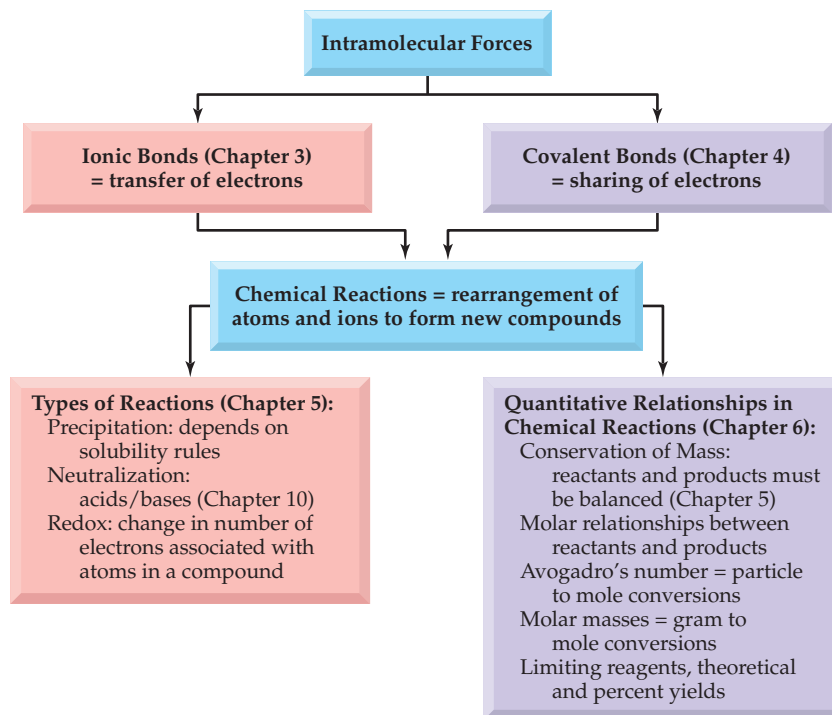 Intramolecular Forces
Ionic Bonds (Chapter 3)
= transfer of electrons
Covalent Bonds (Chapter 4)
= sharing of electrons
Chemical Reactions = rearrangement of
atoms and ions to form new compounds
Types of Reactions (Chapter 5):
Precipitation: depends on
solubility rules
Neutralization:
acids/bases (Chapter 10)
Redox: change in number of
electrons associated with
atoms in a compound
Quantitative Relationships in
Chemical Reactions (Chapter 6):
Conservation of Mass:
reactants and products must
be balanced (Chapter 5)
Molar relationships between
reactants and products
Avogadro’s number = particle
to mole conversions
Molar masses = gram to
mole conversions
Limiting reagents, theoretical
and percent yields